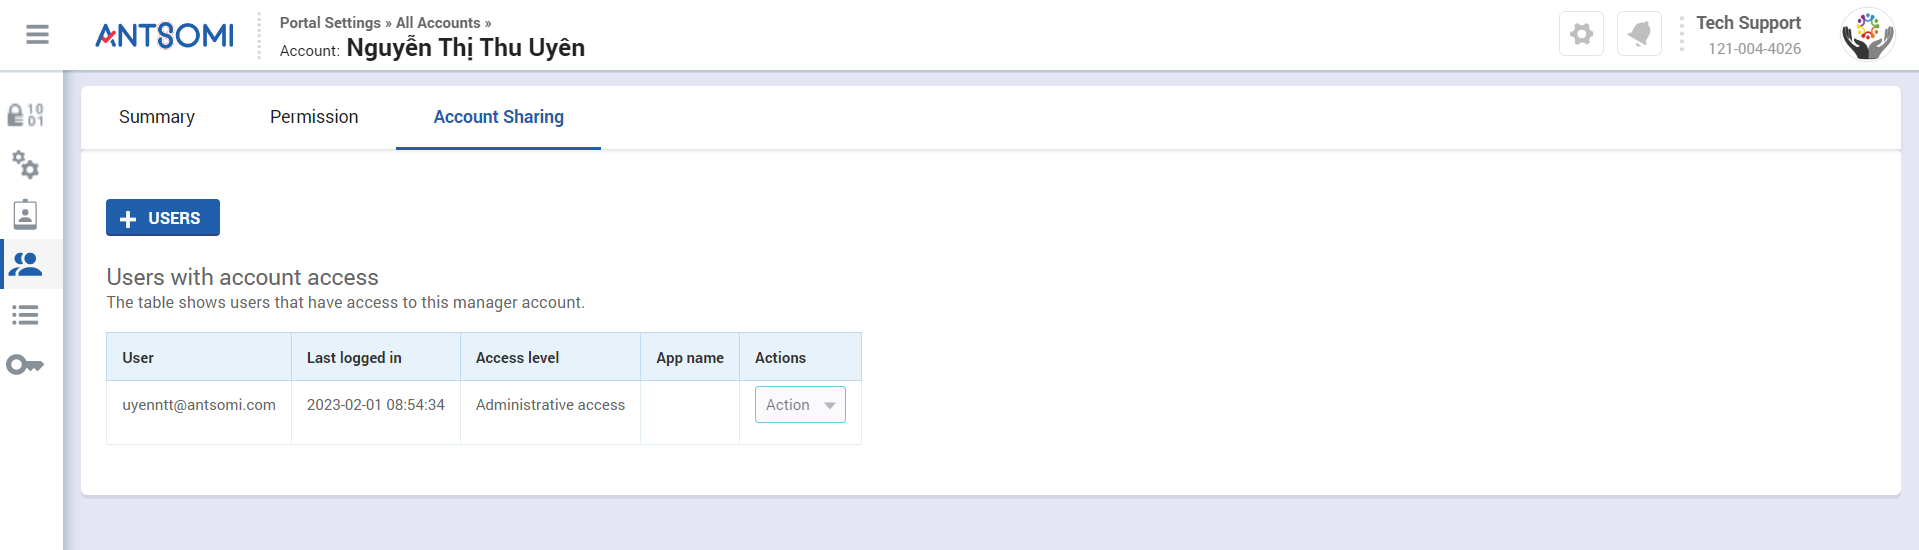 ANTSOMI
Portal Settings » All Accounts »
Account: Nguyễn Thị Thu Uyên
Tech Support
121-004-4026
10
01
Summary
Permission
Account Sharing
+ USERS
Users with account access
The table shows users that have access to this manager account.
User Last logged in Access level App name Actions
uyenntt@antsomi.com 2023-02-01 08:54:34 Administrative access Action